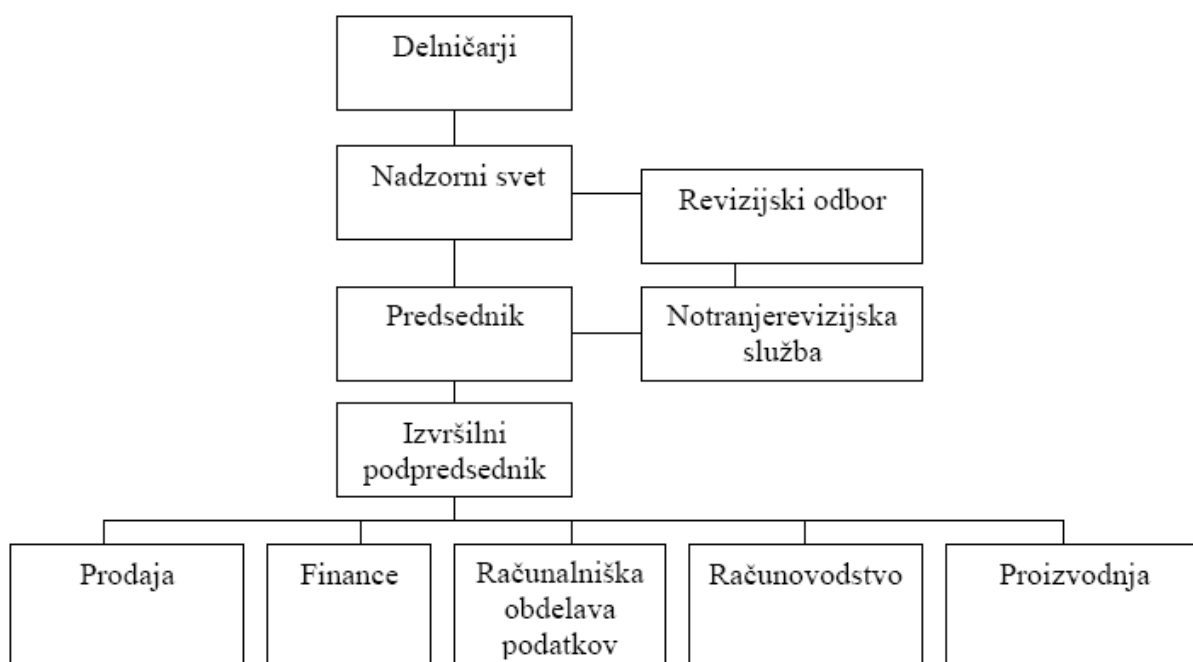 Delničarji
Nadzorni svet
Revizijski odbor
Predsednik
Notranjerevizijska
služba
Izvršilni
podpredsednik
Prodaja
Finance
Računalniška
obdelava
podatkov
Računovodstvo
Proizvodnja